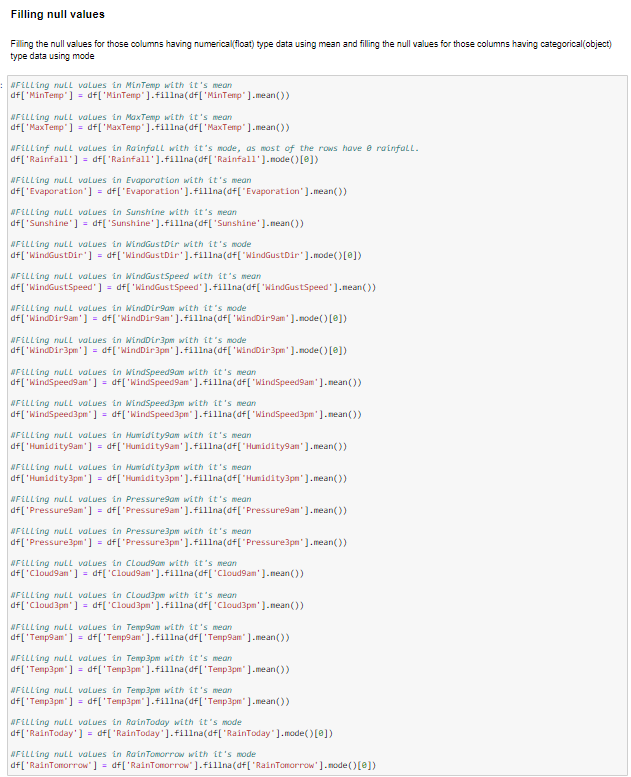 Filling null values
Filling the null values for those columns having numerical(float) type data using mean and filling the null values for those columns having categorical(object)
type data using mode
#Filling null values in MinTemp with it's mean
df['MinTemp'] = df['MinTemp'].fillna(df['MinTemp'].mean())
#Filling null values in MaxTemp with it's mean
df['MaxTemp'] = df['MaxTemp'].fillna(df['MaxTemp'].mean())
#Fillinf null values in Rainfall with it's mode, as most of the rows have 0 rainfall.
df['Rainfall'] = df['Rainfall'].fillna(df['Rainfall'].mode()[0])
#Filling null values in Evaporation with it's mean
df['Evaporation'] = df['Evaporation'].fillna(df['Evaporation'].mean())
#Filling null values in Sunshine with it's mean
df['Sunshine'] = df['Sunshine'].fillna(df['Sunshine'].mean())
#Filling null values in WindGustDir with it's mode
df['WindGustDir'] = df['WindGustDir'].fillna(df['WindGustDir'].mode()[0])
#Filling null values in WindGustSpeed with it's mean
df['WindGustSpeed'] = df['WindGustSpeed'].fillna(df['WindGustSpeed'].mean())
#Filling null values in WindDir9am with it's mode
df['WindDir9am'] = df['WindDir9am'].fillna(df['WindDir9am'].mode()[0])
#Filling null values in WindDir3pm with it's mode
df['WindDir3pm'] = df['WindDir3pm'].fillna(df['WindDir3pm'].mode()[0])
#Filling null values in WindSpeed9am with it's mean
df['WindSpeed9am'] = df['WindSpeed9am'].fillna(df['WindSpeed9am'].mean())
#Filling null values in WindSpeed3pm with it's mean
df['WindSpeed3pm'] = df['WindSpeed3pm'].fillna(df['WindSpeed3pm'].mean())
#Filling null values in Humidity9am with it's mean
df['Humidity9am'] = df['Humidity9am'].fillna(df['Humidity9am'].mean())
#Filling null values in Humidity3pm with it's mean
df['Humidity3pm'] = df['Humidity3pm'].fillna(df['Humidity3pm'].mean())
#Filling null values in Pressure9am with it's mean
df['Pressure9am'] = df['Pressure9am'].fillna(df['Pressure9am'].mean())
#Filling null values in Pressure3pm with it's mean
df['Pressure3pm'] = df['Pressure3pm'].fillna(df['Pressure3pm'].mean())
#Filling null values in Cloud9am with it's mean
df['Cloud9am'] = df['Cloud9am'].fillna(df['Cloud9am'].mean())
#Filling null values in Cloud3pm with it's mean
df['Cloud3pm'] = df['Cloud3pm'].fillna(df['Cloud3pm'].mean())
#Filling null values in Temp9am with it's mean
df['Temp9am'] = df['Temp9am'].fillna(df['Temp9am'].mean())
#Filling null values in Temp3pm with it's mean
df['Temp3pm'] = df['Temp3pm'].fillna(df['Temp3pm'].mean())
#Filling null values in Temp3pm with it's mean
df['Temp3pm'] = df['Temp3pm'].fillna(df['Temp3pm'].mean())
#Filling null values in RainToday with it's mode
df['RainToday'] = df['RainToday'].fillna(df['RainToday'].mode()[0])
#Filling null values in RainTomorrow with it's mode
df['RainTomorrow'] = df['RainTomorrow'].fillna(df['RainTomorrow'].mode()[0])